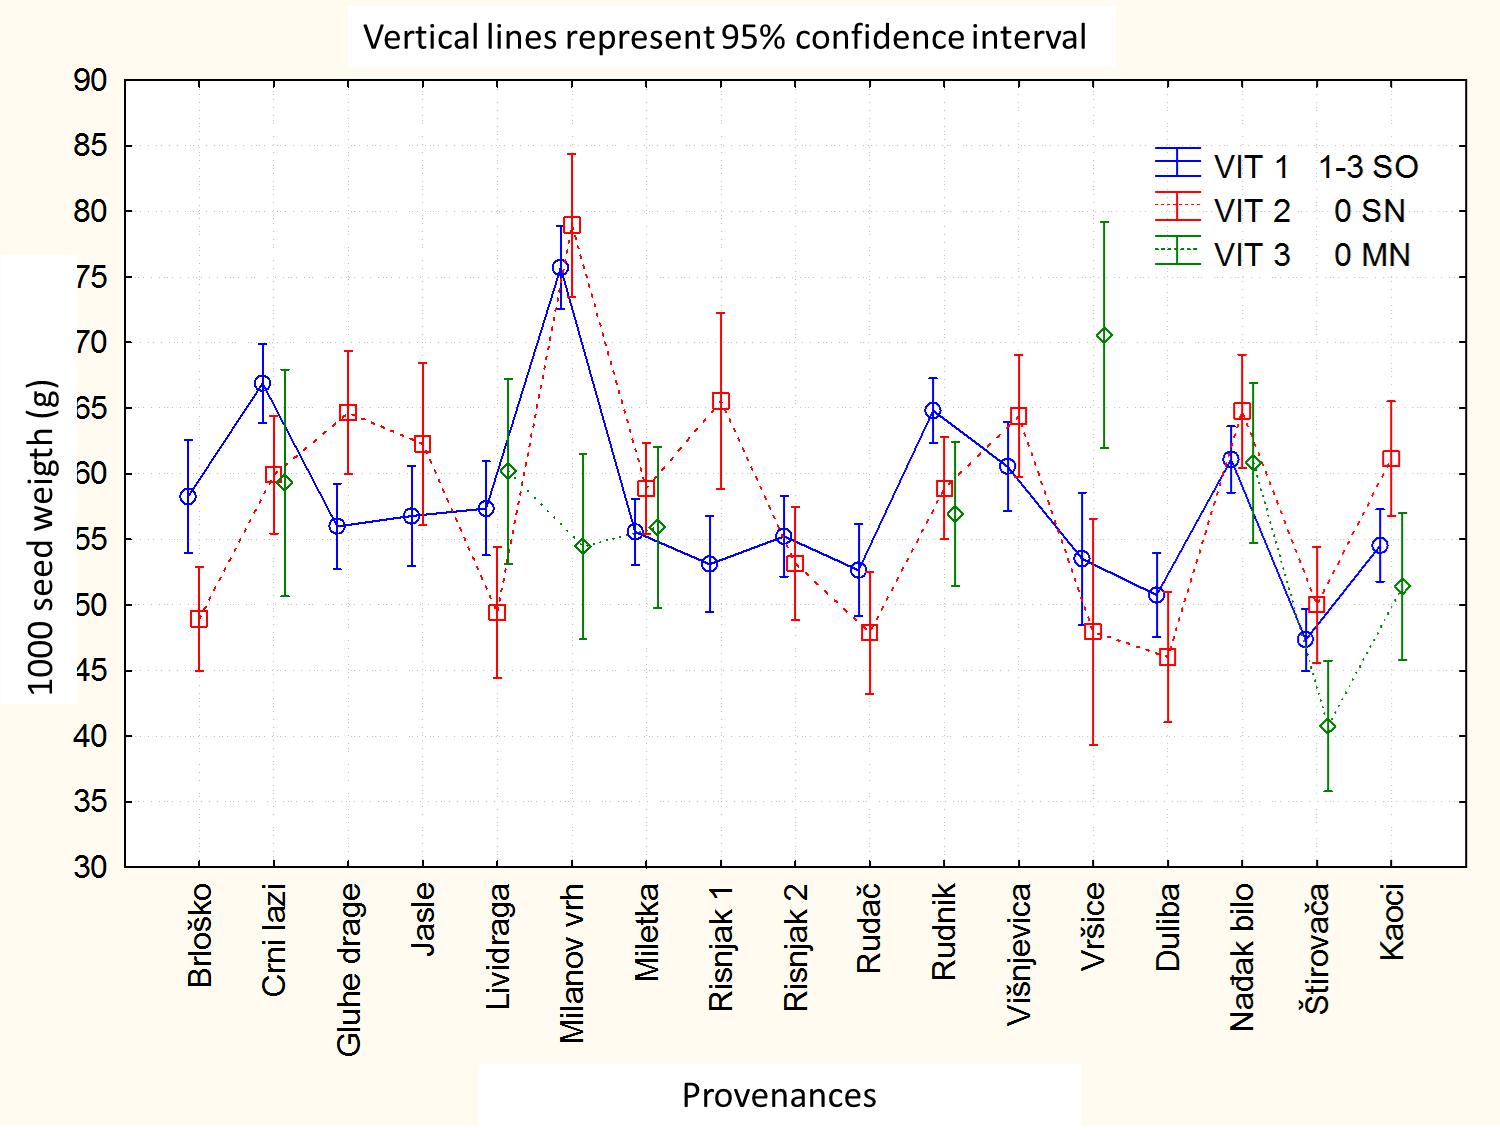 Vertical lines represent 95% confidence interval
90
85
80
75
70
65
60
55
50
45
40
35
30
1000 seed weigth (g)
VIT 1 1-3 SO
VIT 2 0 SN
VIT 3 0 MN
Brloško
Crni lazi
Gluhe drage
Jasle
Lividraga
Milanov vrh
Miletka
Risnjak 1
Risnjak 2
Rudač
Rudnik
Višnjevica
Vršice
Duliba
Nađak bilo
Štirovača
Kaoci
Provenances